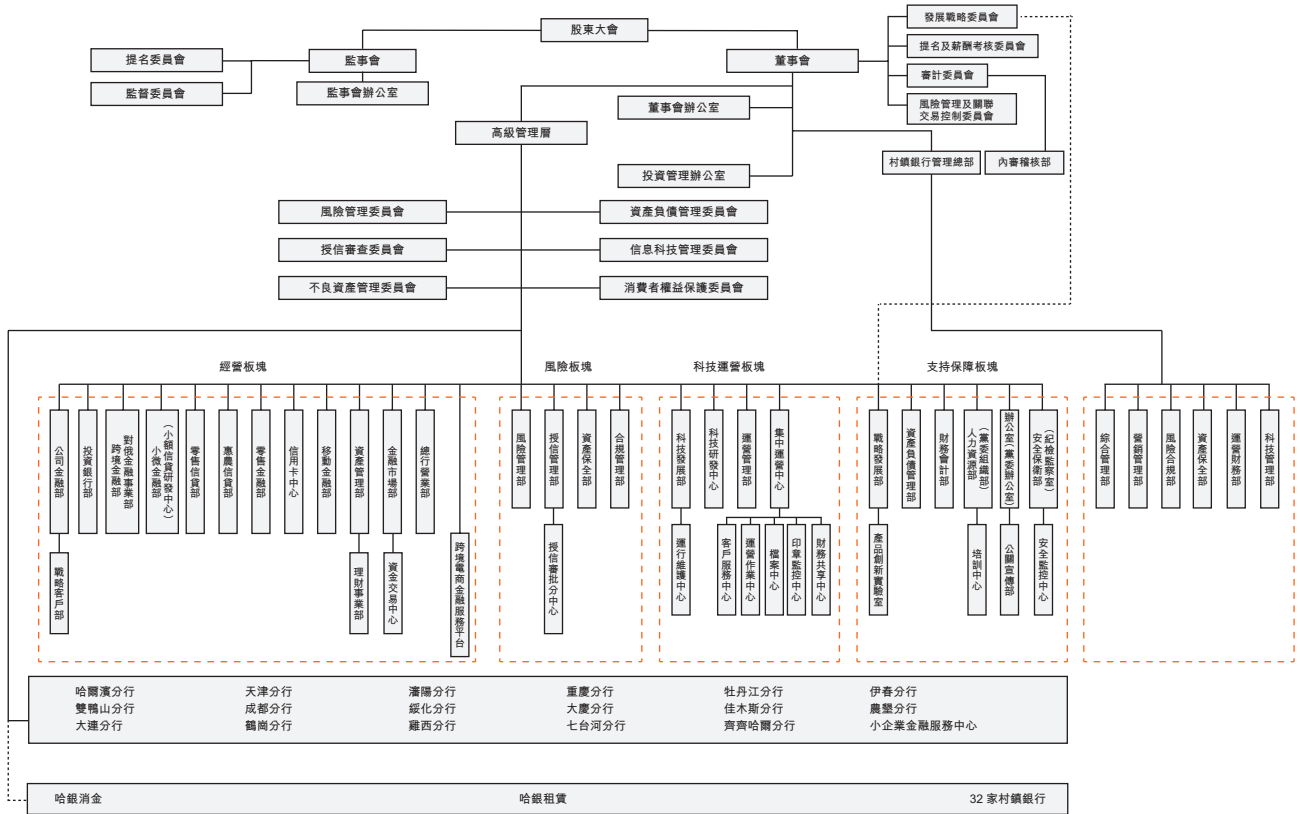 股東大會
發展戰略委員會
提名及薪酬考核委員會
審計委員會
風險管理及關聯
交易控制委員會
提名委員會
監督委員會
監事會
監事會辦公室
董事會
董事會辦公室
高級管理層
投資管理辦公室
村鎮銀行管理總部
內審稽核部
風險管理委員會
資產負債管理委員會
授信審查委員會
信息科技管理委員會
不良資產管理委員會
消費者權益保護委員會
經營板塊
風險板塊
科技運營板塊
支持保障板塊
公司金融部
投資銀行部
對俄金融事業部
跨境金融部
(小額信貸研發中心)
小微金融部
零售信貸部
惠農信貸部
零售金融部
信用卡中心
移動金融部
資產管理部
金融市場部
總行營業部
跨境電商金融服務平台
戰略客戶部
理財事業部
資金交易中心
風險管理部
授信管理部
資產保全部
合規管理部
授信審批分中心
科技發展部
科技研發中心
運營管理部
集中運營中心
運行維護中心
客戶服務中心
運營作業中心
檔案中心
印章監控中心
財務共享中心
戰略發展部
資產負債管理部
財務會計部
(黨委組織部)
人力資源部
辦公室(黨委辦公室)
(紀檢監察室)
安全保衛部
產品創新實驗室
培訓中心
公關宣傳部
安全監控中心
綜合管理部
營銷管理部
風險合規部
資產保全部
運營財務部
科技管理部
哈爾濱分行 天津分行 瀋陽分行 重慶分行 牡丹江分行 伊春分行
雙鴨山分行 成都分行 綏化分行 大慶分行 佳木斯分行 農墾分行
大連分行 鶴崗分行 雞西分行 七台河分行 齊齊哈爾分行 小企業金融服務中心
哈銀消金 哈銀租賃 32 家村鎮銀行